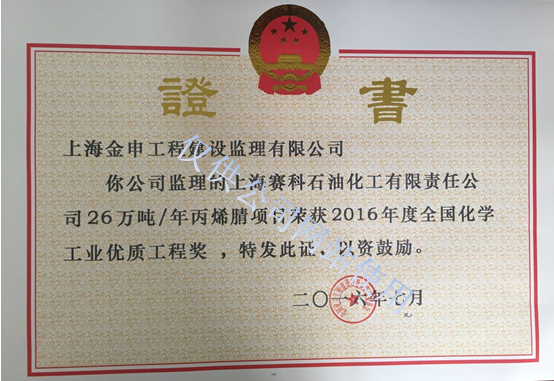 證 書
上海金申工程建设监理有限公司
你公司监理的上海赛科石油化工有限责任公
司26万吨/年丙烯腈项目荣获2016年度全国化学
工业优质工程奖,特发此证、以资鼓励。
二〇一六年七月